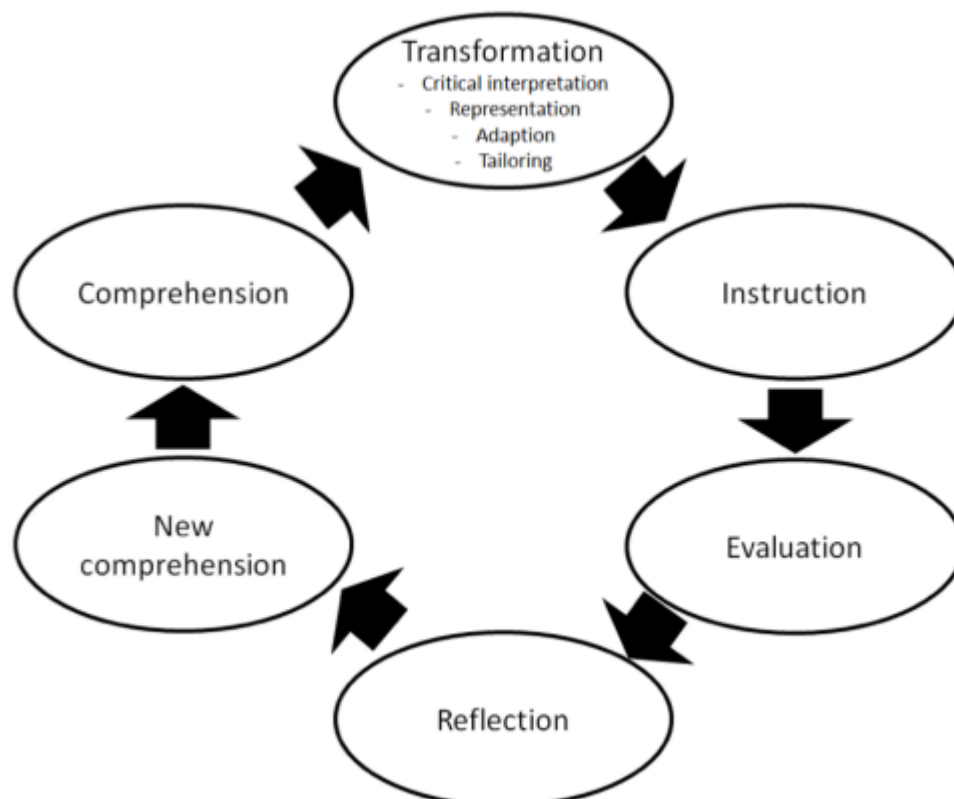 Transformation
- Critical interpretation
- Representation
- Adaption
- Tailoring
Comprehension
Instruction
New
comprehension
Evaluation
Reflection